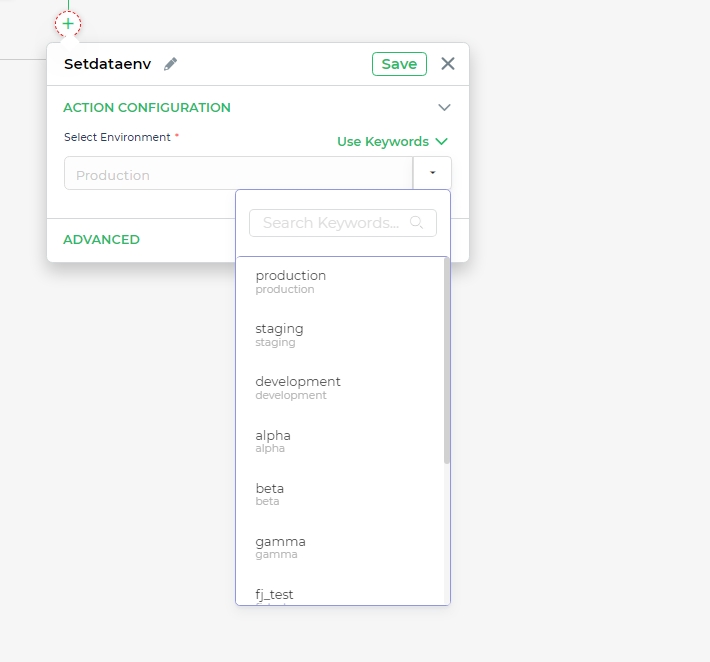 Setdataenv
Save
ACTION CONFIGURATION
Select Environment *
Use Keywords
Production
Search Keywords...
ADVANCED
production
production
staging
staging
development
development
alpha
alpha
beta
beta
gamma
gamma
fj_test